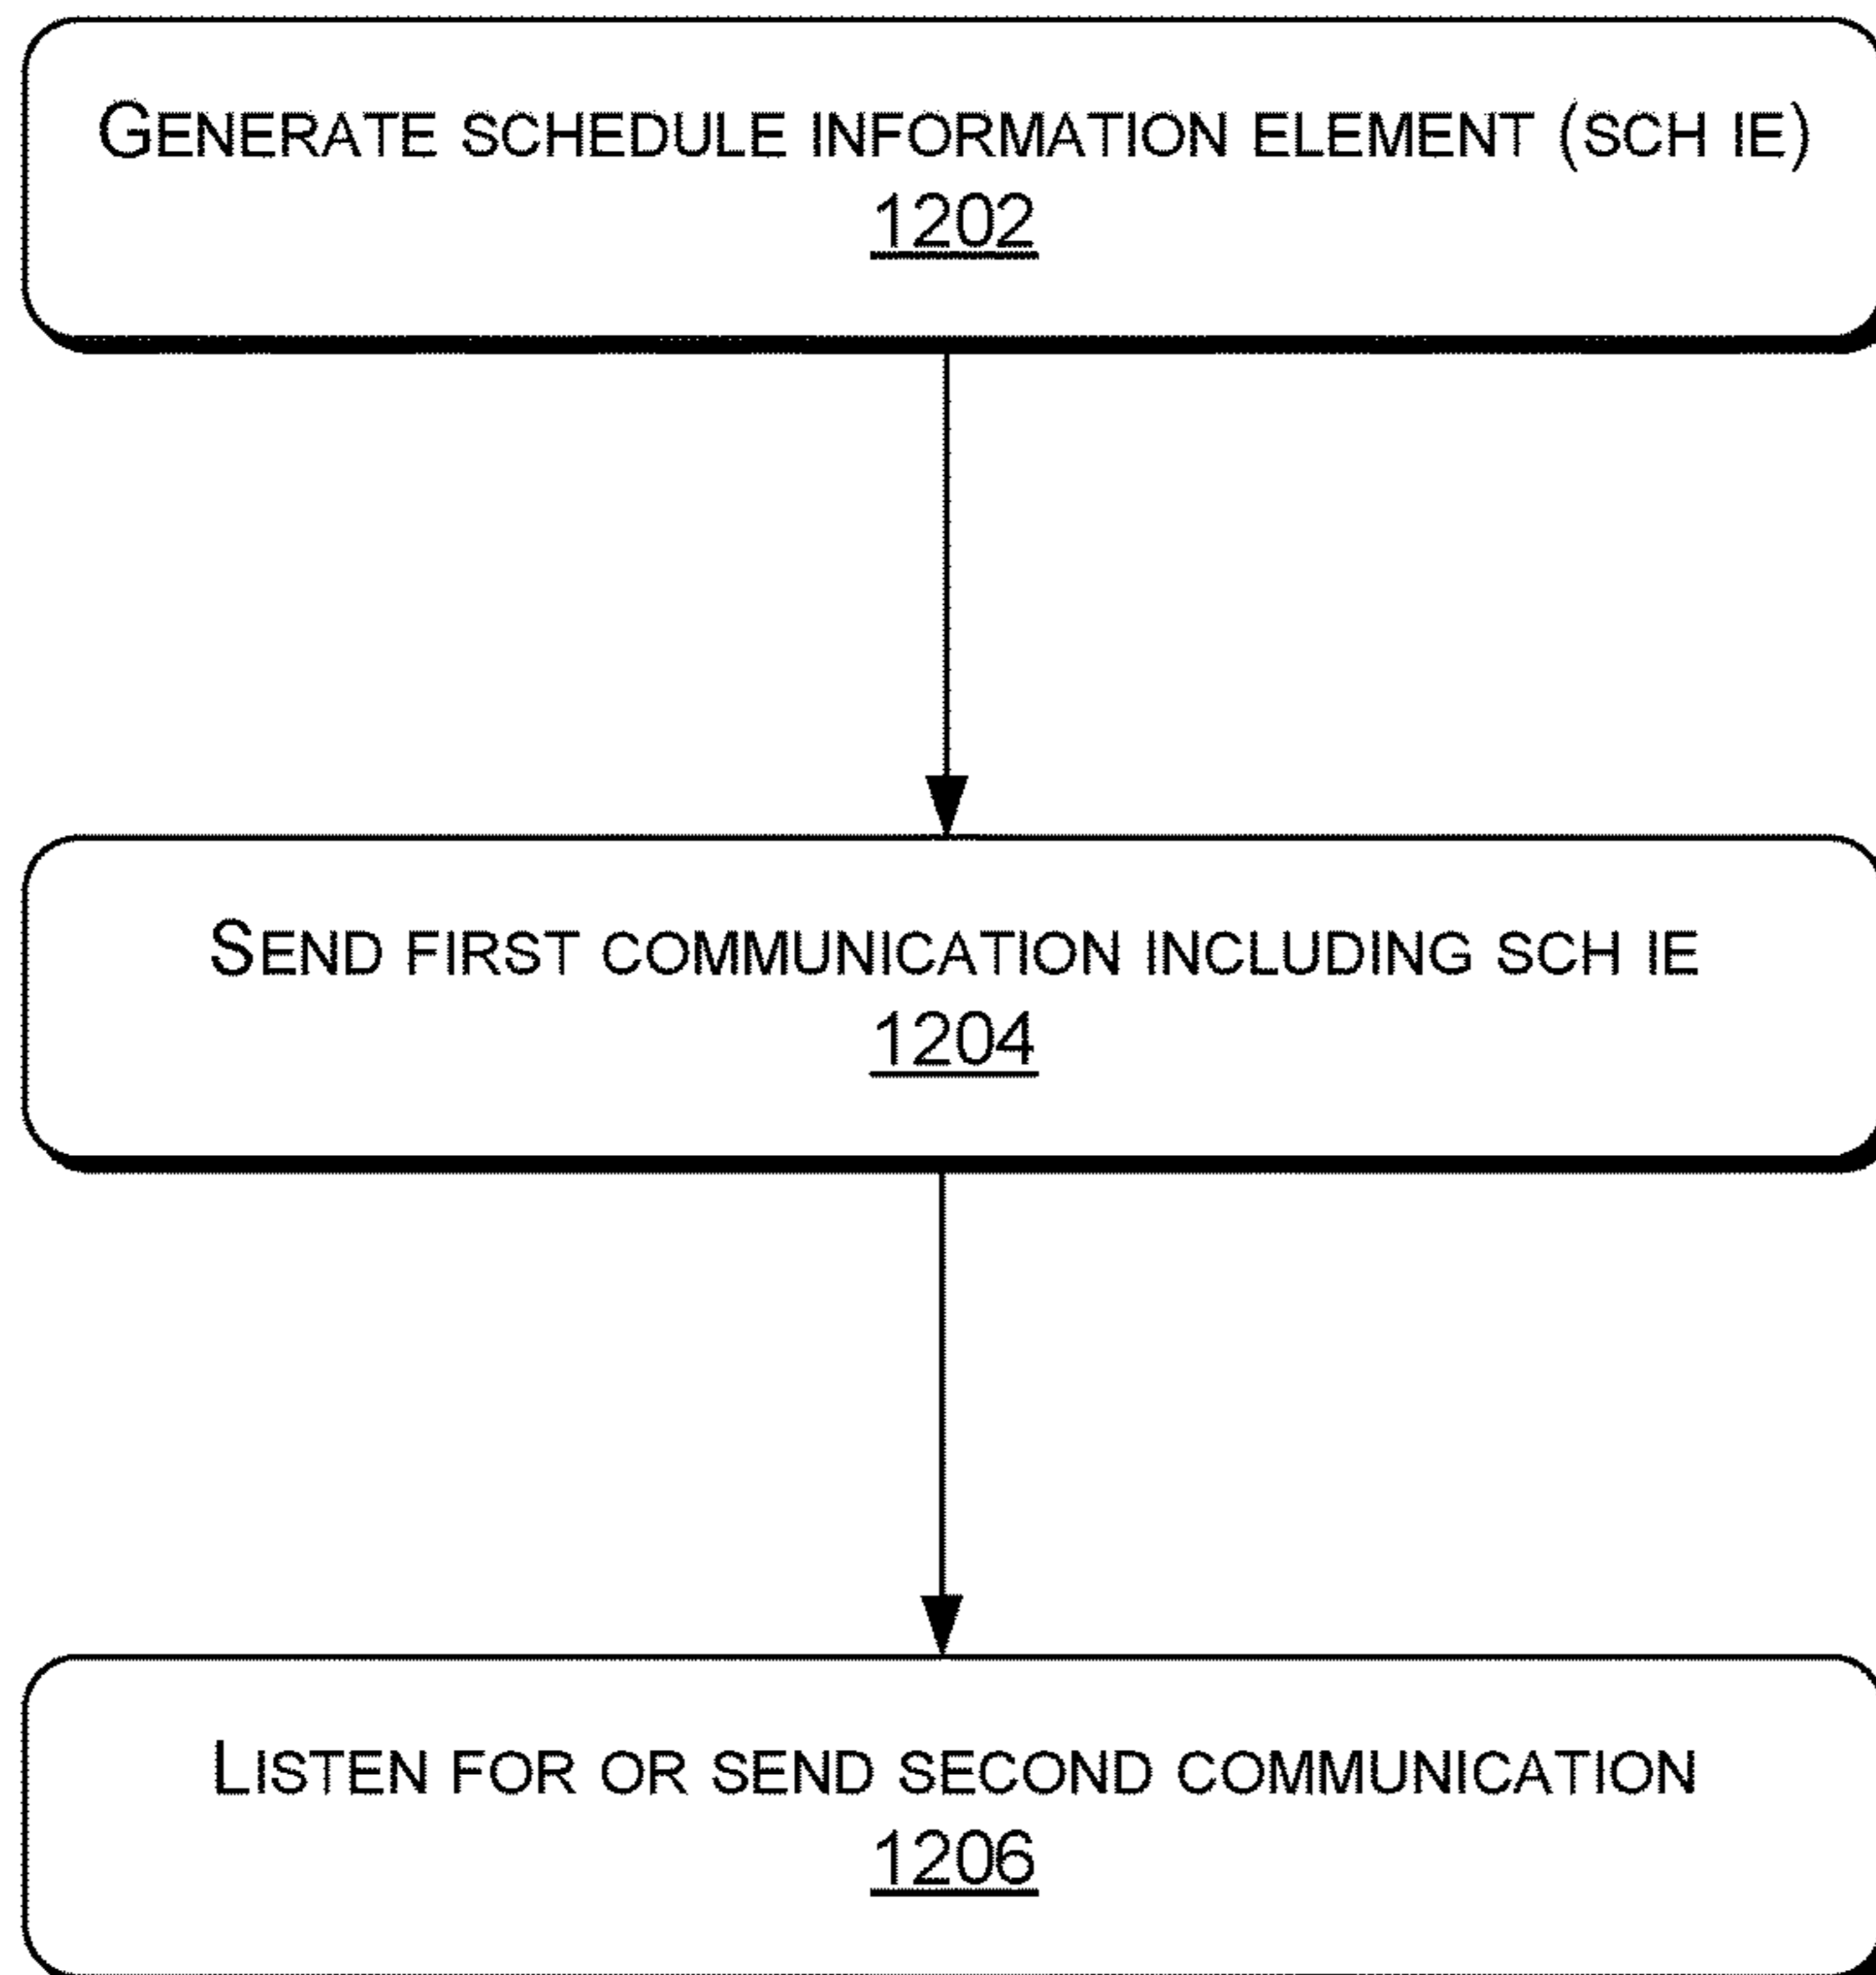 GENERATE SCHEDULE INFORMATION ELEMENT (SCH IE)
1202
SEND FIRST COMMUNICATION INCLUDING SCH IE
1204
LISTEN FOR OR SEND SECOND COMMUNICATION
1206